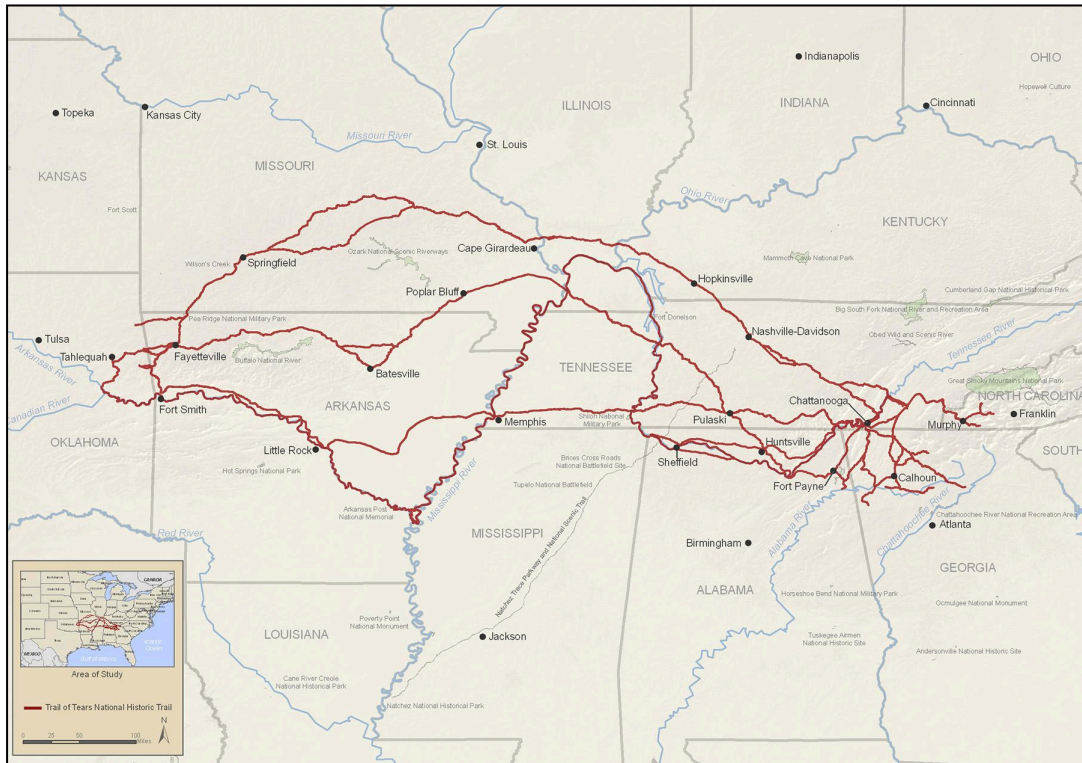 Indianapolis
OHIO
Hopewell Culture
ILLINOIS
INDIANA
Topeka
Kansas City
Cincinnati
Missouri River
St. Louis
MISSOURI
KANSAS
Ohio River
Fort Scott
KENTUCKY
Cape Girardeau
Ozark National Scenic Riverways
Wilson's Creek
Springfield
Mammoth Cave National Park
Hopkinsville
Cumberland Gap National Historical Park
Poplar Bluff
Big South Fork National River and Recreation Area
Pea Ridge National Military Park
Fort Donelson
Obed Wild and Scenic River
Nashville-Davidson
Tennessee River
Tulsa
Tahlequah
Fayetteville
Buffalo National River
Arkansas River
Batesville
TENNESSEE
Great Smoky Mountains National Park
NORTH CAROLINA
Canadian River
Fort Smith
ARKANSAS
Chattanooga
Memphis
Shiloh National
Military Park
Pulaski
Murphy
Franklin
OKLAHOMA
Little Rock
Huntsville
SOUTH
Brices Cross Roads
National Battlefield Site
Sheffield
Hot Springs National Park
Fort Payne
Calhoun
Tupelo National Battlefield
Mississippi River
Arkansas Post
National Memorial
Chattahoochee River National Recreation Area
Atlanta
Red River
MISSISSIPPI
Birmingham
Alabama River
Chattahoochee River
GEORGIA
Natchez Trace Parkway and National Scenic Trail
ALABAMA
Horseshoe Bend National Military Park
Ocmulgee National Monument
Poverty Point
National Monument
LOUISIANA
Jackson
Tuskegee Airmen
National Historic Site
Andersonville National Historic Site
Cane River Creole
National Historical Park
Natchez National Historical Park
CANADA
MEXICO
Gulf of Mexico
Atlantic
Ocean
Area of Study
Trail of Tears National Historic Trail
N
0 25 50 100
Miles